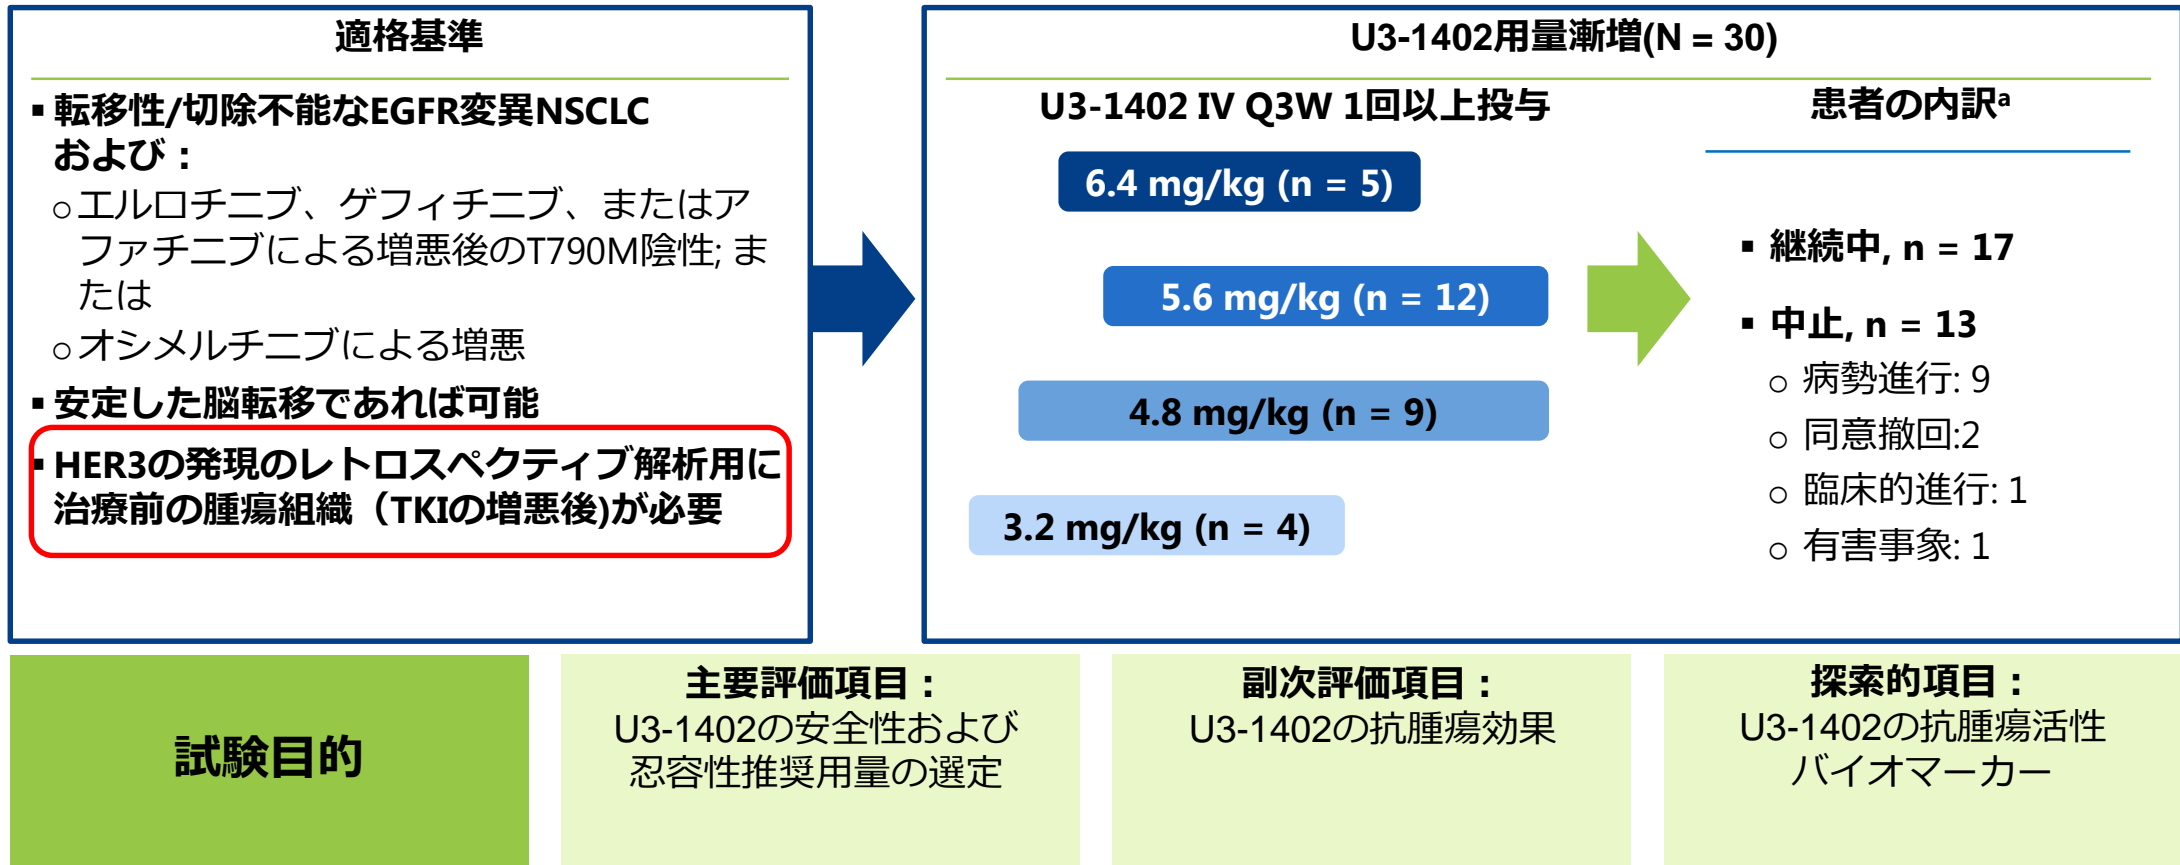 適格基準
▪ 転移性/切除不能なEGFR変異NSCLC
および：
○エルロチニブ、ゲフィチニブ、またはア
ファチニブによる増悪後のT790M陰性; ま
たは
○オシメルチニブによる増悪
▪ 安定した脳転移であれば可能
▪ HER3の発現のレトロスペクティブ解析用に
治療前の腫瘍組織（TKIの増悪後)が必要
U3-1402用量漸増(N = 30)
U3-1402 IV Q3W 1回以上投与
6.4 mg/kg (n = 5)
5.6 mg/kg (n = 12)
4.8 mg/kg (n = 9)
3.2 mg/kg (n = 4)
患者の内訳a
▪ 継続中, n = 17
▪ 中止, n = 13
○ 病勢進行: 9
○ 同意撤回:2
○ 臨床的進行: 1
○ 有害事象: 1
試験目的
主要評価項目：
U3-1402の安全性および
忍容性推奨用量の選定
副次評価項目：
U3-1402の抗腫瘍効果
探索的項目：
U3-1402の抗腫瘍活性
バイオマーカー